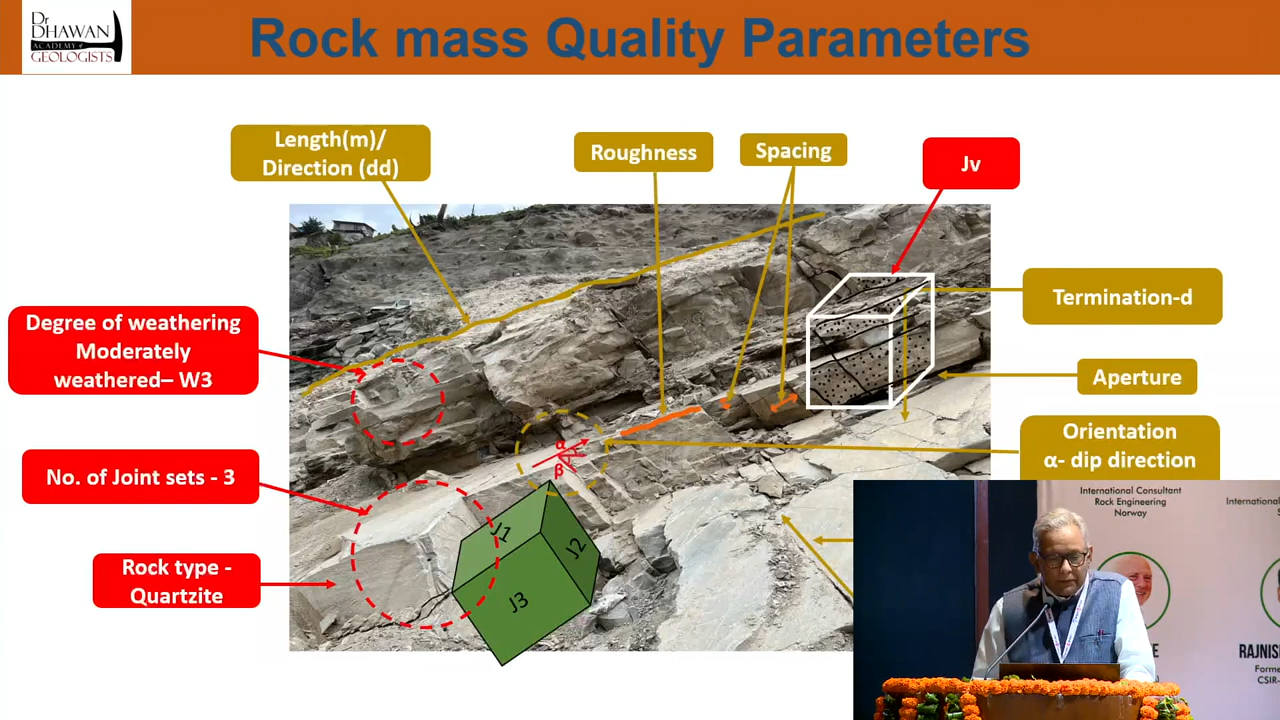 Dr
DHAWAN
ACADEMY of
GEOLOGISTS
Rock mass Quality Parameters
Length(m)/
Direction (dd)
Roughness
Spacing
Jv
Termination-d
Degree of weathering
Moderately
weathered– W3
Aperture
Orientation
α- dip direction
No. of Joint sets - 3
α
β
Rock type -
Quartzite
J1
J2
J3
International Consultant
Rock Engineering
Norway
International
RAJNIS
Forme
CSIR-